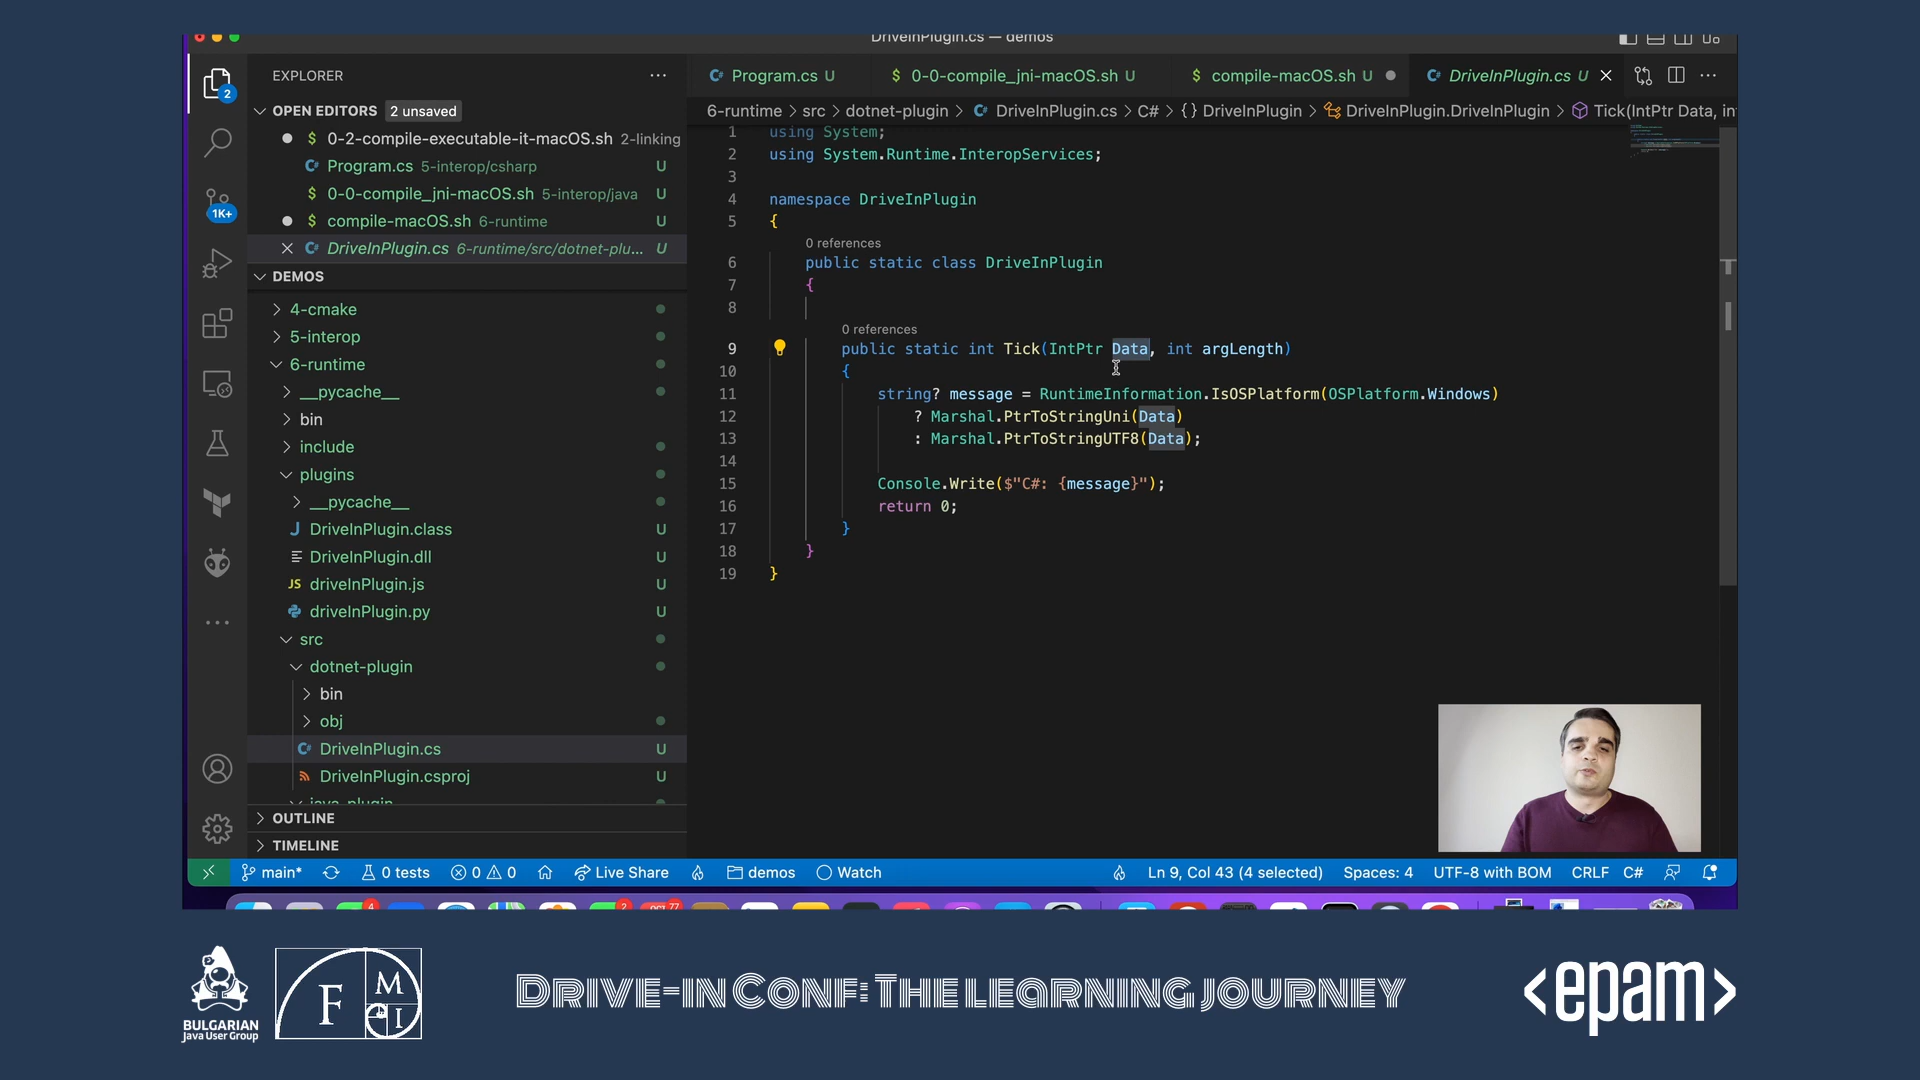 DriveInPlugin.cs — demos
EXPLORER
Program.cs U
0-0-compile_jni-macOS.sh U
compile-macOS.sh U
DriveInPlugin.cs U
2
OPEN EDITORS 2 unsaved
6-runtime > src > dotnet-plugin > DriveInPlugin.cs > C# > {} DriveInPlugin > DriveInPlugin.DriveInPlugin > Tick(IntPtr Data, in
$ 0-2-compile-executable-it-macOS.sh 2-linking
Program.cs 5-interop/csharp U
$ 0-0-compile_jni-macOS.sh 5-interop/java U
$ compile-macOS.sh 6-runtime U
DriveInPlugin.cs 6-runtime/src/dotnet-plu... U
1K+
DEMOS
4-cmake
5-interop
6-runtime
__pycache__
bin
include
plugins
__pycache__
J DriveInPlugin.class U
DriveInPlugin.dll U
JS driveInPlugin.js U
driveInPlugin.py U
src
dotnet-plugin
bin
obj
DriveInPlugin.cs U
DriveInPlugin.csproj U
java-plugin
OUTLINE
TIMELINE
1 using System;
2 using System.Runtime.InteropServices;
3
4 namespace DriveInPlugin
5 {
0 references
6 public static class DriveInPlugin
7 {
8
0 references
9 public static int Tick(IntPtr Data, int argLength)
10 {
11 string? message = RuntimeInformation.IsOSPlatform(OSPlatform.Windows)
12 ? Marshal.PtrToStringUni(Data)
13 : Marshal.PtrToStringUTF8(Data);
14
15 Console.Write($"C#: {message}");
16 return 0;
17 }
18 }
19 }
main* 0 tests 0 0 Live Share demos Watch Ln 9, Col 43 (4 selected) Spaces: 4 UTF-8 with BOM CRLF C#
4 2 77
BULGARIAN
Java User Group
F M I
DRIVE-IN CONF: THE LEARNING JOURNEY
<epam>